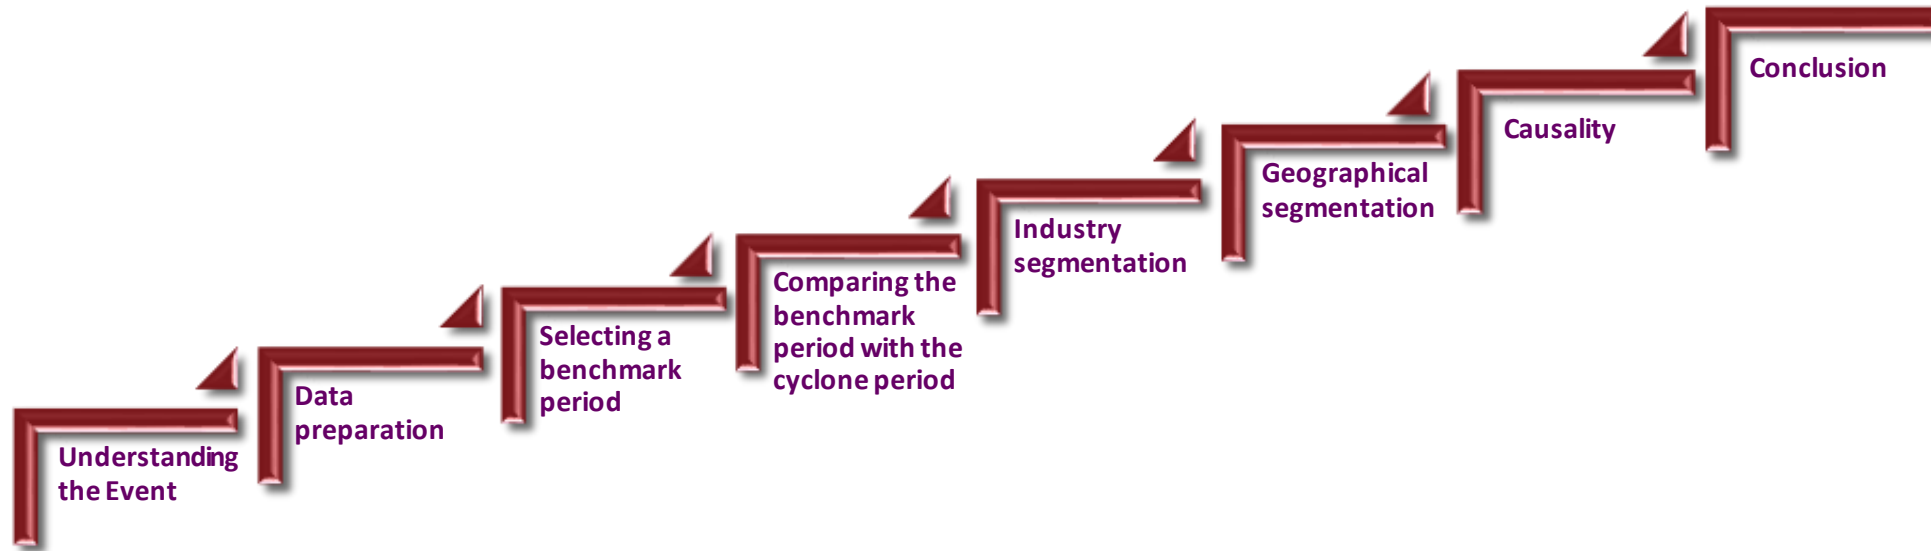 Understanding
the Event
Data
preparation
Selecting a
benchmark
period
Comparing the
benchmark
period with the
cyclone period
Industry
segmentation
Geographical
segmentation
Causality
Conclusion